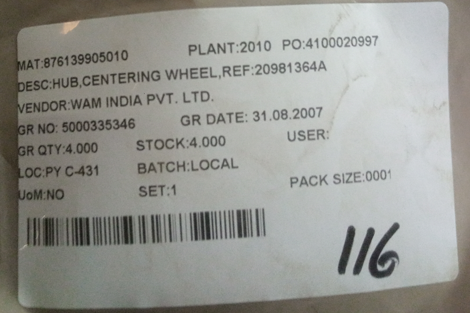 MAT:876139905010 PLANT:2010 PO:4100020997
DESC:HUB,CENTERING WHEEL,REF:20981364A
VENDOR:WAM INDIA PVT. LTD.
GR NO: 5000335346 GR DATE: 31.08.2007
GR QTY:4.000 STOCK:4.000 USER:
LOC:PY C-431 BATCH:LOCAL
UoM:NO SET:1 PACK SIZE:0001
116